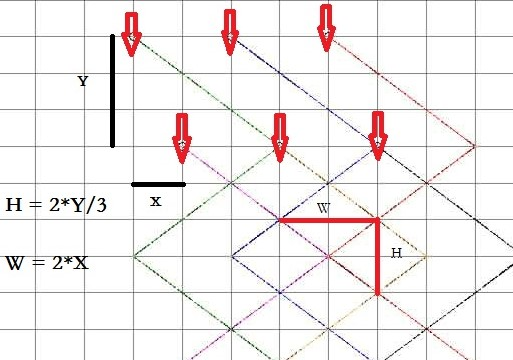 Y
X
H = 2*Y/3
W
H
W = 2*X